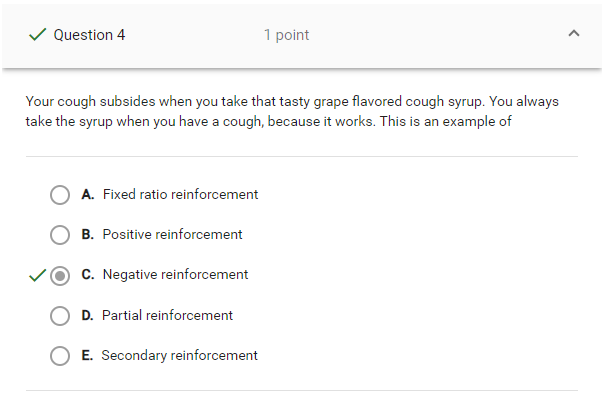 Question 4
1 point
Your cough subsides when you take that tasty grape flavored cough syrup. You always
take the syrup when you have a cough, because it works. This is an example of
A. Fixed ratio reinforcement
B. Positive reinforcement
C. Negative reinforcement
D. Partial reinforcement
E. Secondary reinforcement